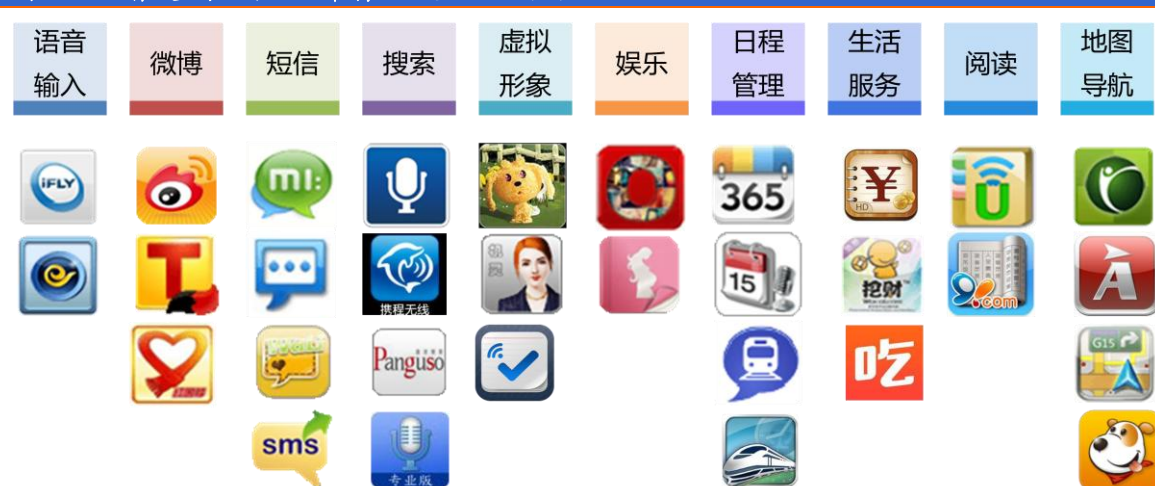 语音
输入
微博
短信
搜索
虚拟
形象
娱乐
日程
管理
生活
服务
阅读
地图
导航
iFLY
mi:
365
¥
HD
U
T
携程无线
15
挖财
.com
A
Panguso
吃
G15
sms
专业版